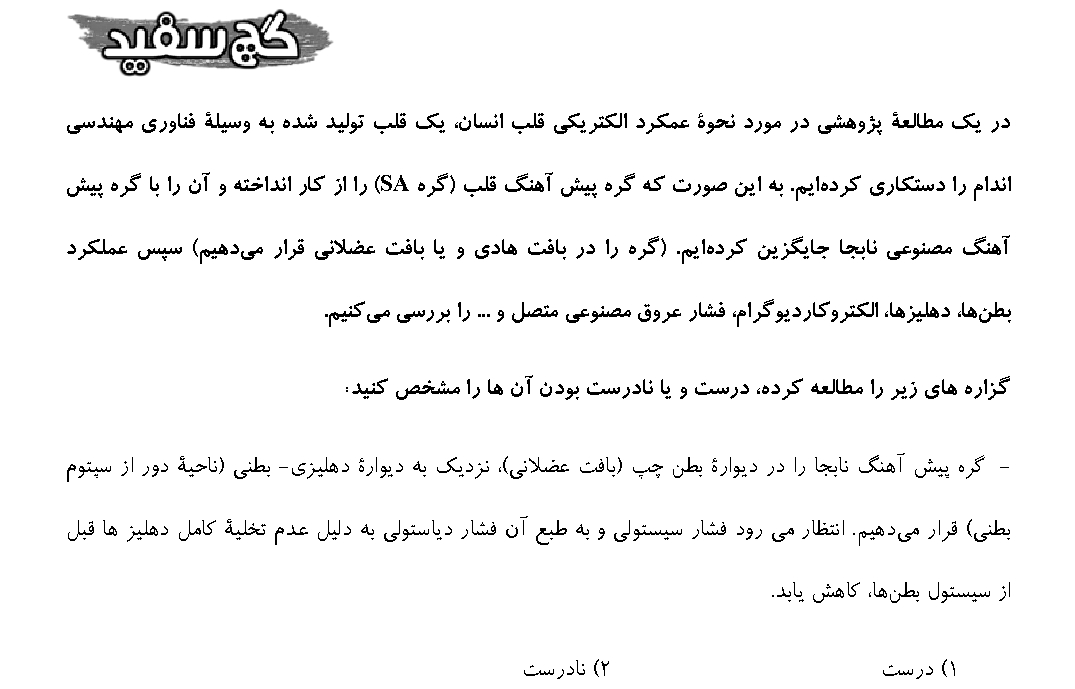 گچ سفید
در یک مطالعهٔ پژوهشی در مورد نحوهٔ عمکرد الکتریکی قلب انسان، یک قلب تولید شده به وسیلهٔ فناوری مهندسی
اندام را دستکاری کرده‌ایم. به این صورت که گره پیش آهنگ قلب (گره SA) را از کار انداخته و آن را با گره پیش
آهنگ مصنوعی نابجا جایگزین کرده‌ایم. (گره را در بافت هادی و یا بافت عضلانی قرار می‌دهیم) سپس عملکرد
بطن‌ها، دهلیزها، الکتروکاردیوگرام، فشار عروق مصنوعی متصل و ... را بررسی می‌کنیم.
گزاره های زیر را مطالعه کرده، درست و یا نادرست بودن آن ها را مشخص کنید:
- گره پیش آهنگ نابجا را در دیوارهٔ بطن چپ (بافت عضلانی)، نزدیک به دیوارهٔ دهلیزی- بطنی (ناحیهٔ دور از سپتوم
بطنی) قرار می‌دهیم. انتظار می رود فشار سیستولی و به طبع آن فشار دیاستولی به دلیل عدم تخلیهٔ کامل دهلیز ها قبل
از سیستول بطن‌ها، کاهش یابد.
۱) درست ۲) نادرست